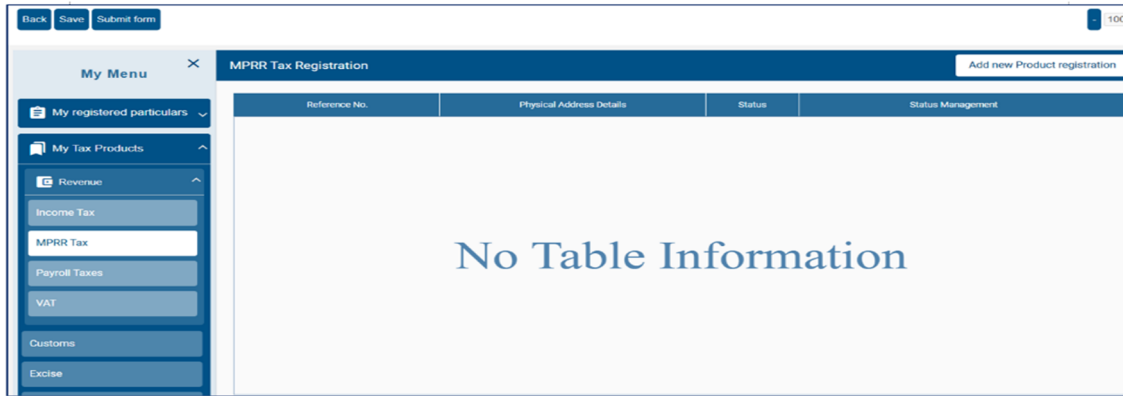 Back Save Submit form - 100
My Menu
My registered particulars
My Tax Products
Revenue
Income Tax
MPRR Tax
Payroll Taxes
VAT
Customs
Excise
MPRR Tax Registration Add new Product registration
Reference No. Physical Address Details Status Status Management
No Table Information